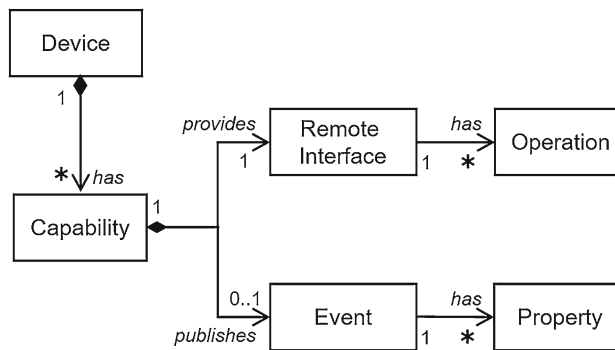 Device
1
* has
Capability
1
provides
1
Remote
Interface
1
has
*
Operation
0..1
publishes
Event
1
has
*
Property